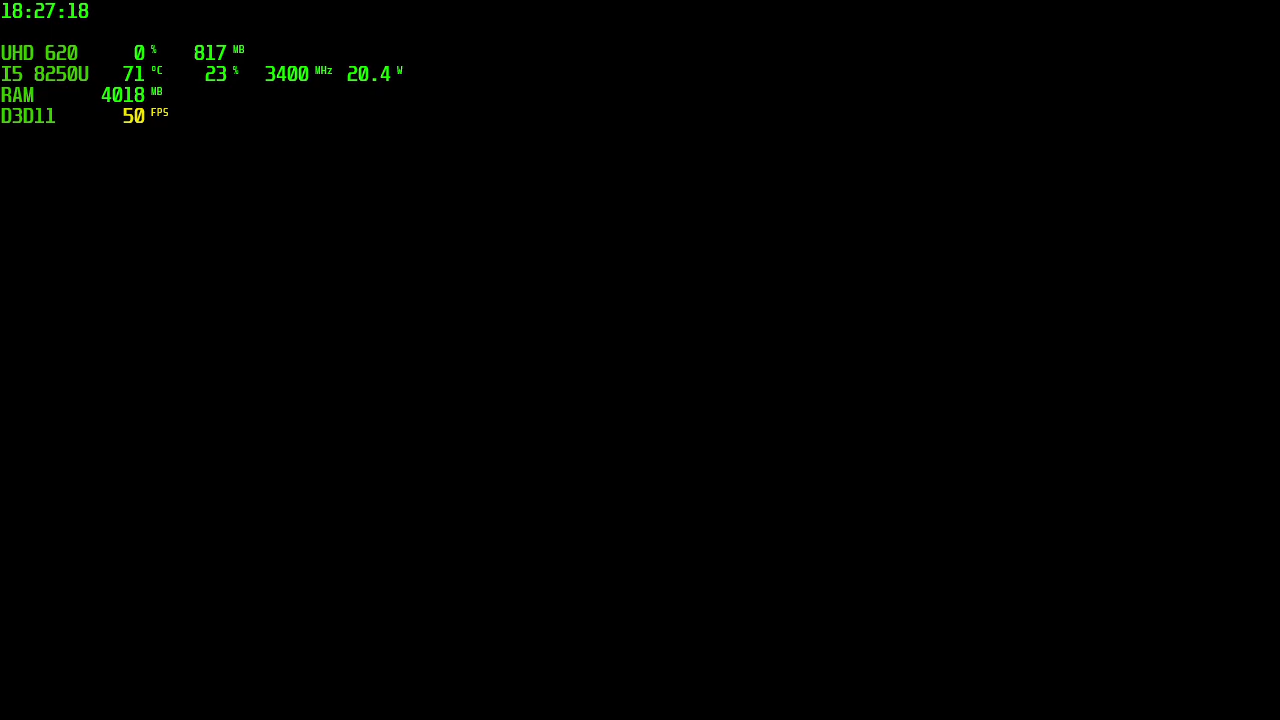 18:27:18
UHD 620 0 % 817 MB
I5 8250U 71 °C 23 % 3400 MHz 20.4 W
RAM 4018 MB
D3D11 50 FPS